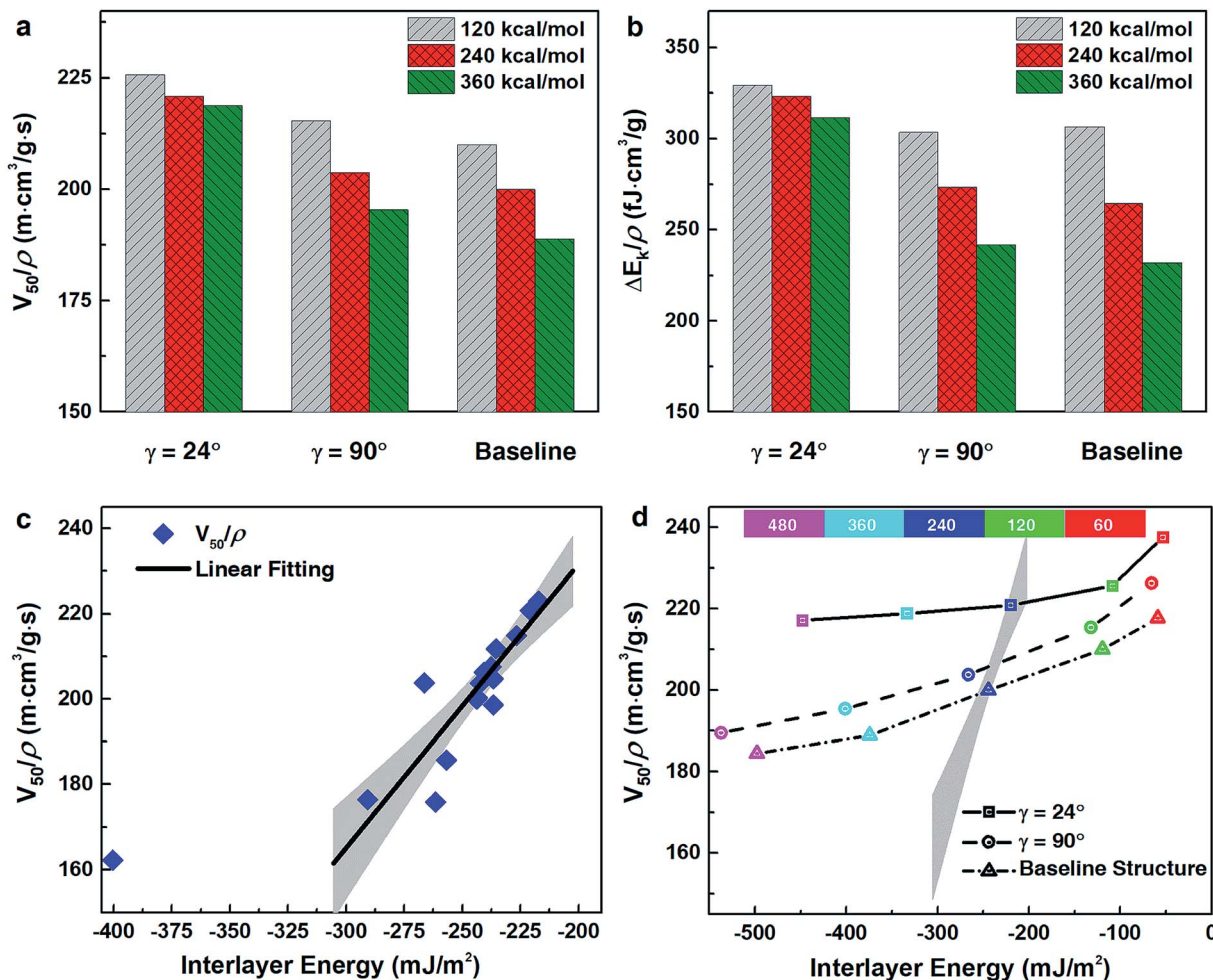 a
120 kcal/mol
240 kcal/mol
360 kcal/mol
V₅₀/ρ (m·cm³/g·s)
225
200
175
150
γ = 24°
γ = 90°
Baseline
b
120 kcal/mol
240 kcal/mol
360 kcal/mol
ΔEₖ/ρ (fJ·cm³/g)
350
300
250
200
150
γ = 24°
γ = 90°
Baseline
c
V₅₀/ρ
Linear Fitting
V₅₀/ρ (m·cm³/g·s)
240
220
200
180
160
-400 -375 -350 -325 -300 -275 -250 -225 -200
Interlayer Energy (mJ/m²)
d
480 360 240 120 60
V₅₀/ρ (m·cm³/g·s)
240
220
200
180
160
γ = 24°
γ = 90°
Baseline Structure
-500 -400 -300 -200 -100 0
Interlayer Energy (mJ/m²)